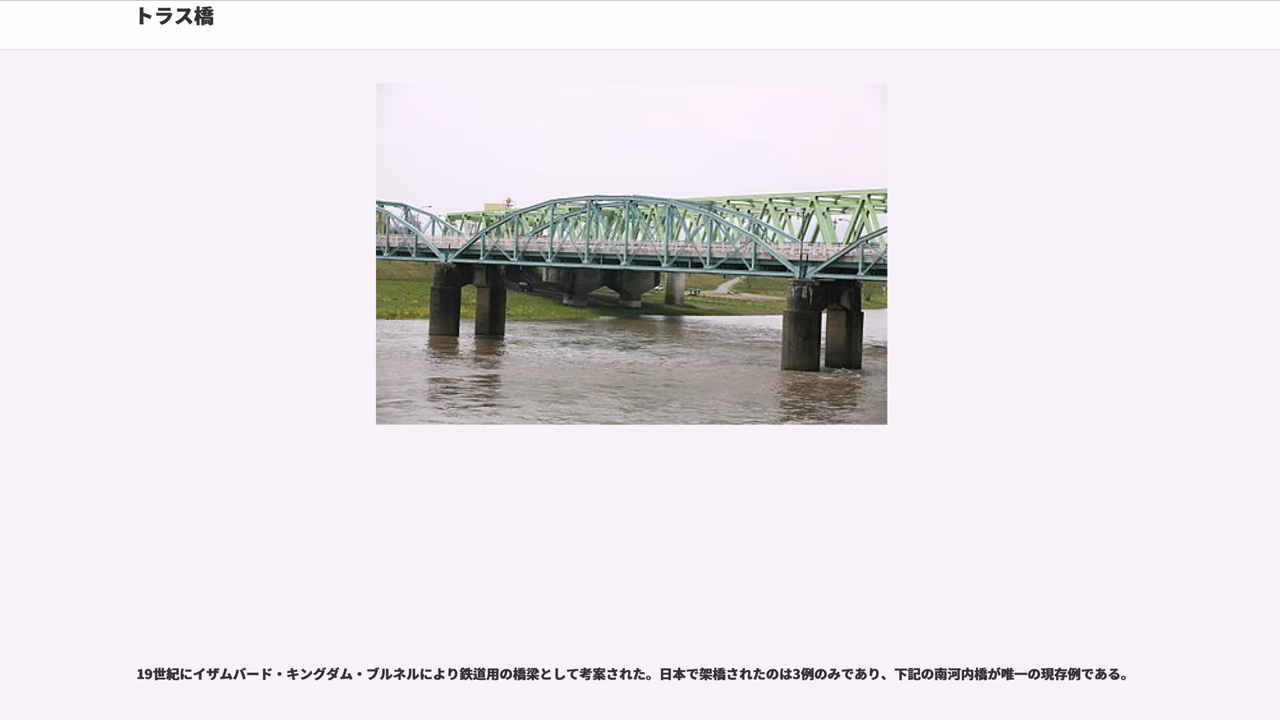 トラス橋
19世紀にイザムバード・キングダム・ブルネルにより鉄道用の橋梁として考案された。日本で架橋されたのは3例のみであり、下記の南河内橋が唯一の現存例である。